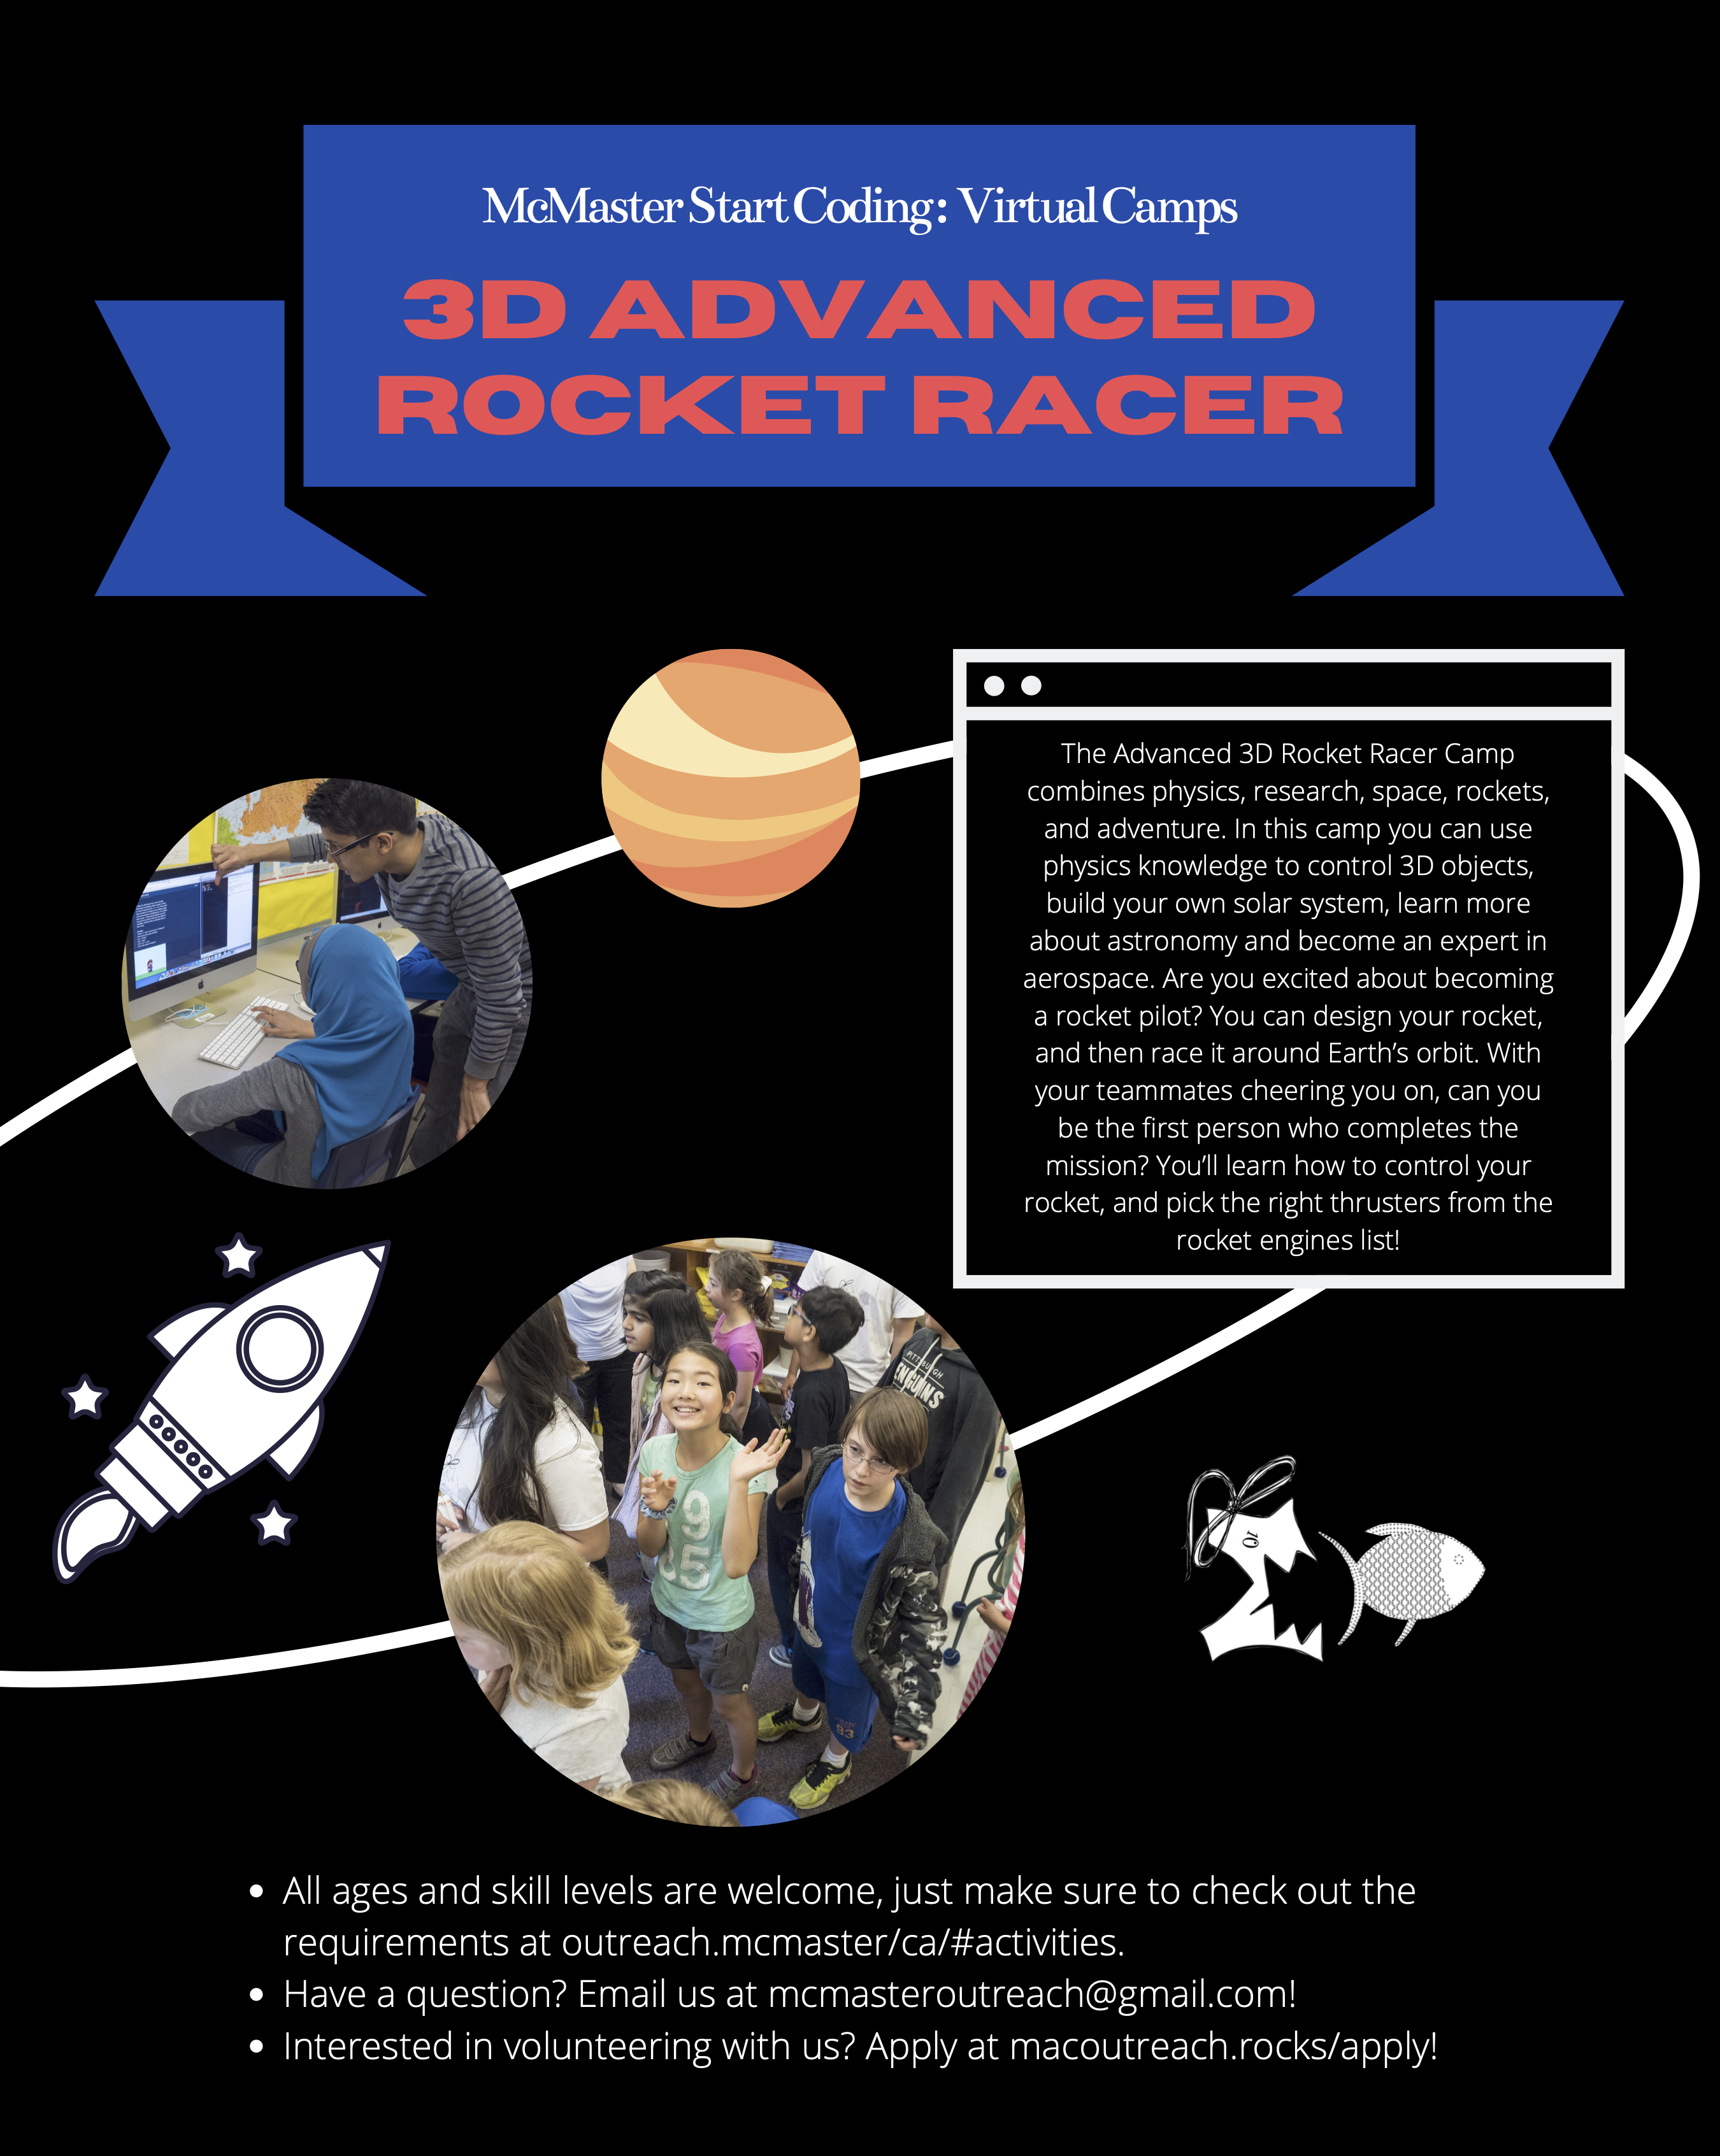 McMaster Start Coding: Virtual Camps
3D ADVANCED
ROCKET RACER
The Advanced 3D Rocket Racer Camp
combines physics, research, space, rockets,
and adventure. In this camp you can use
physics knowledge to control 3D objects,
build your own solar system, learn more
about astronomy and become an expert in
aerospace. Are you excited about becoming
a rocket pilot? You can design your rocket,
and then race it around Earth’s orbit. With
your teammates cheering you on, can you
be the first person who completes the
mission? You’ll learn how to control your
rocket, and pick the right thrusters from the
rocket engines list!
PITTSBURGH
PENGUINS
9
05
93
10
• All ages and skill levels are welcome, just make sure to check out the
requirements at outreach.mcmaster/ca/#activities.
• Have a question? Email us at mcmasteroutreach@gmail.com!
• Interested in volunteering with us? Apply at macoutreach.rocks/apply!